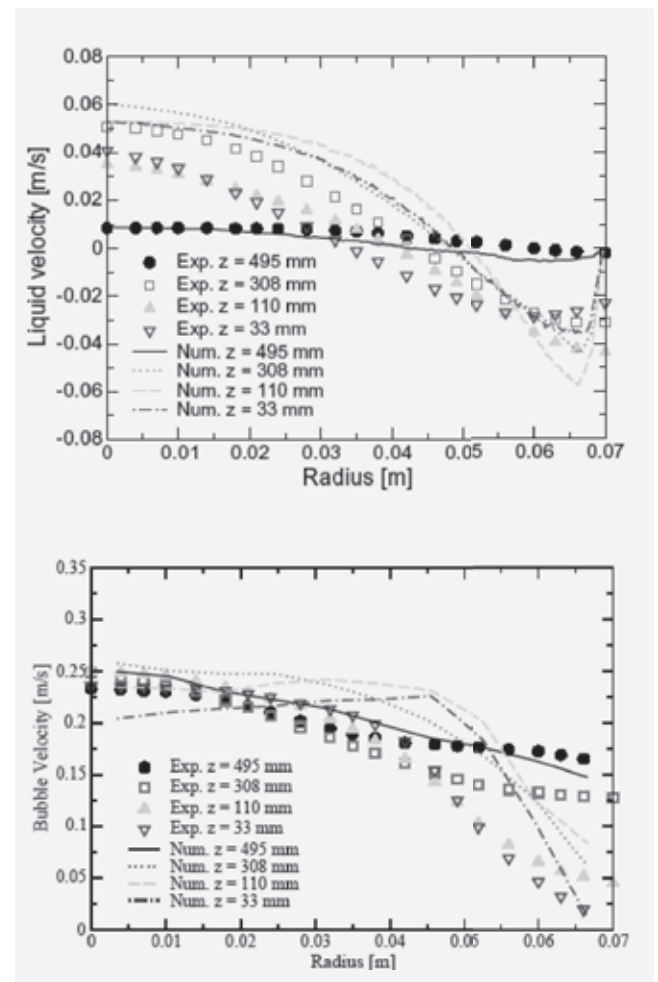 0.08
0.06
0.04
0.02
0
-0.02
-0.04
-0.06
-0.08
Liquid velocity [m/s]
Exp. z = 495 mm
Exp. z = 308 mm
Exp. z = 110 mm
Exp. z = 33 mm
Num. z = 495 mm
Num. z = 308 mm
Num. z = 110 mm
Num. z = 33 mm
0 0.01 0.02 0.03 0.04 0.05 0.06 0.07
Radius [m]
0.35
0.3
0.25
0.2
0.15
0.1
0.05
0
Bubble Velocity [m/s]
Exp. z = 495 mm
Exp. z = 308 mm
Exp. z = 110 mm
Exp. z = 33 mm
Num. z = 495 mm
Num. z = 308 mm
Num. z = 110 mm
Num. z = 33 mm
0 0.01 0.02 0.03 0.04 0.06 0.06 0.07
Radius [m]